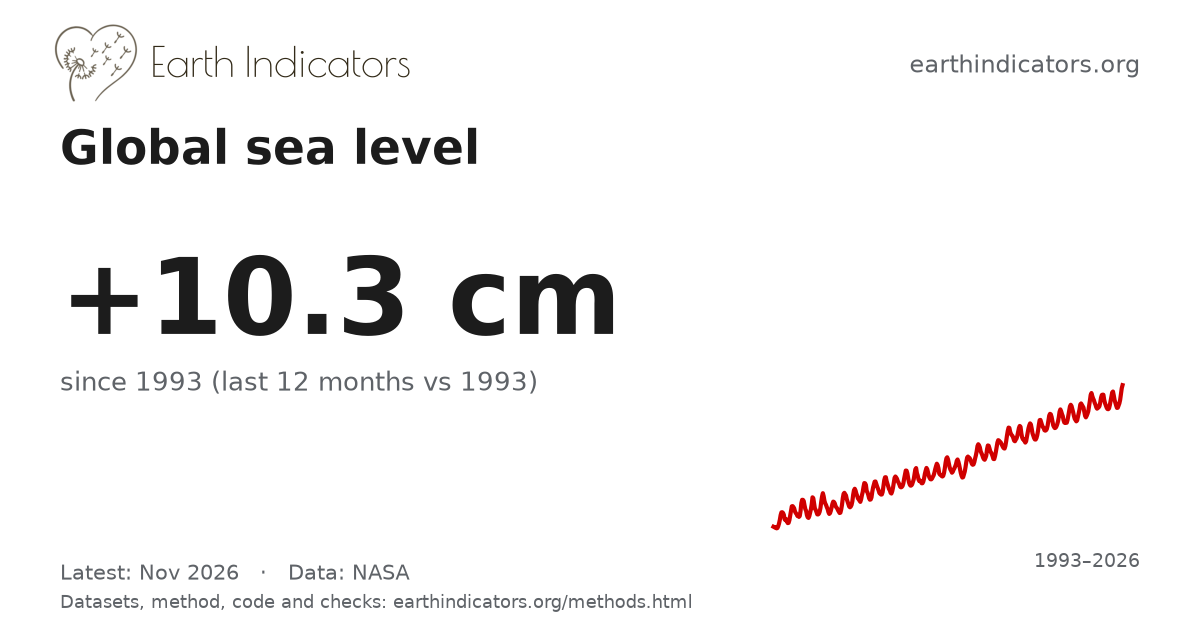 Earth Indicators
earthindicators.org
Global sea level
+10.3 cm
since 1993 (last 12 months vs 1993)
1993–2026
Latest: Nov 2026 · Data: NASA
Datasets, method, code and checks: earthindicators.org/methods.html